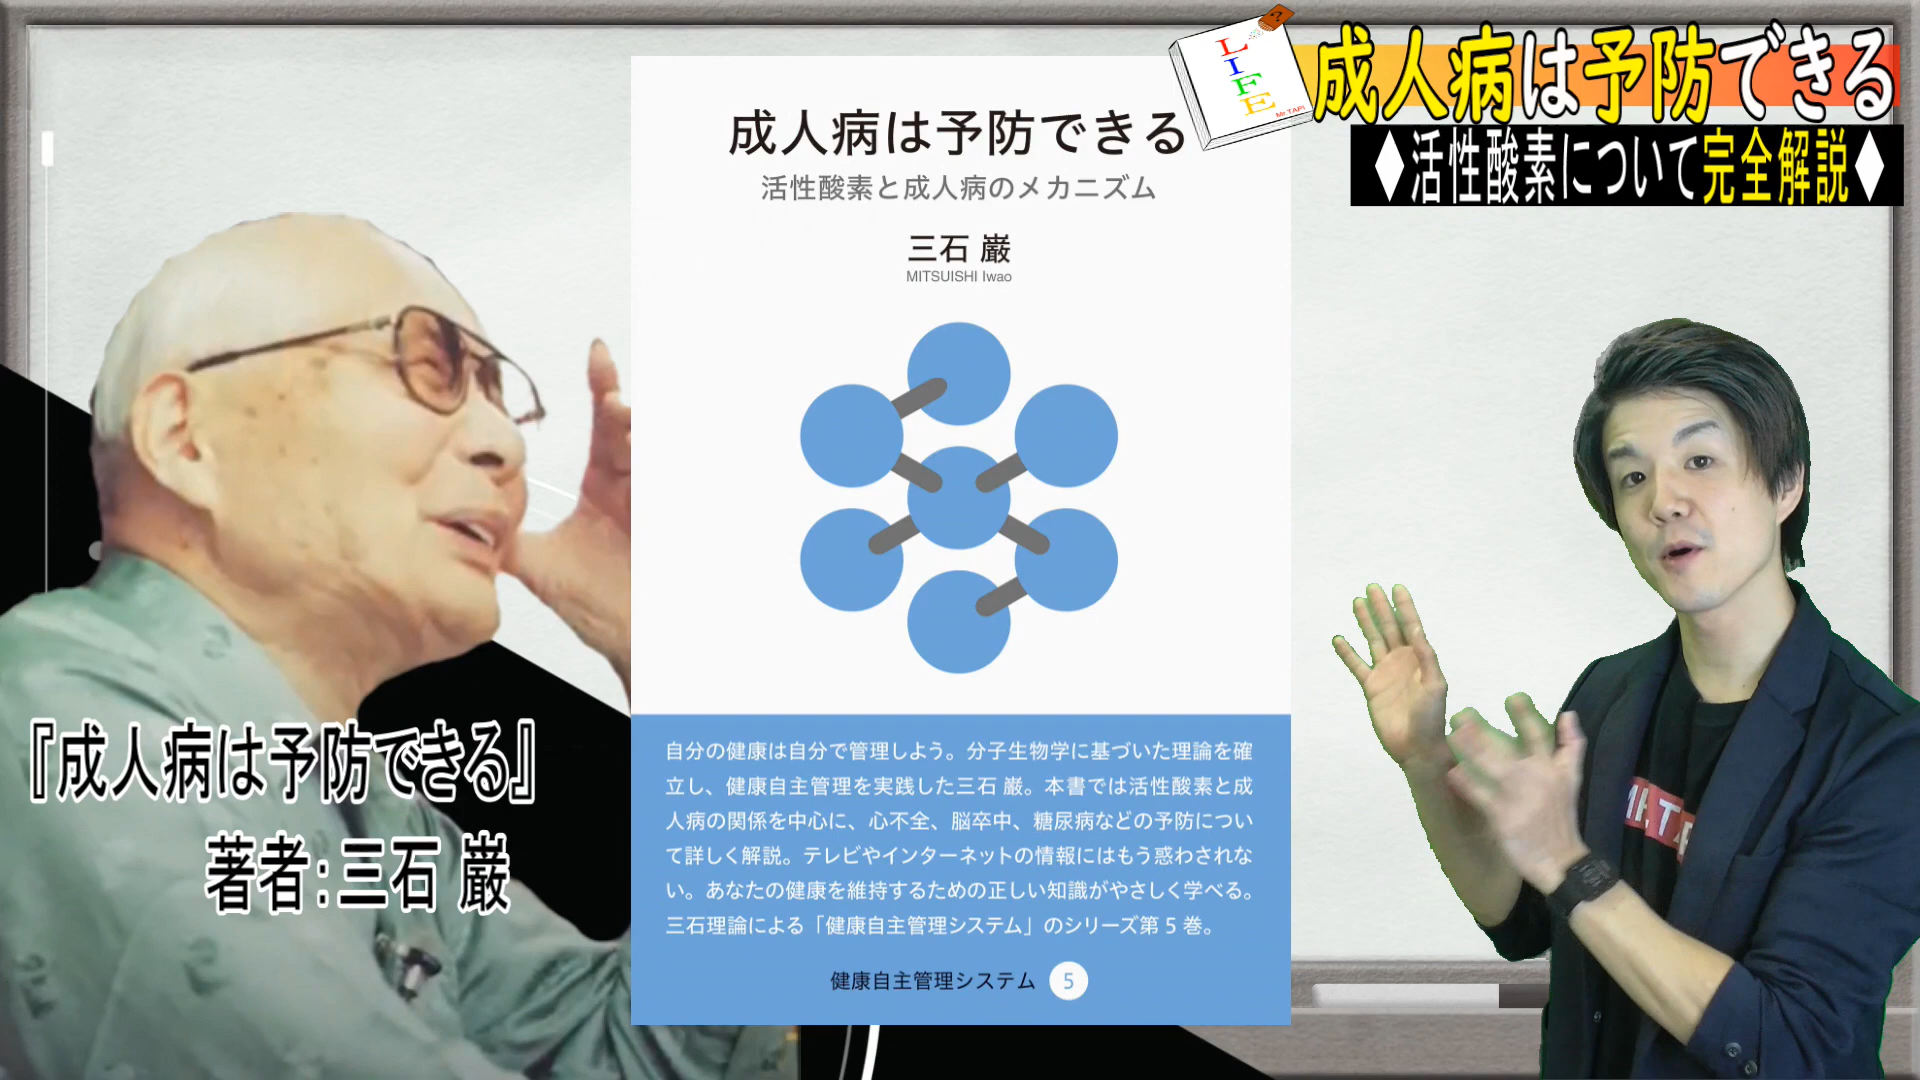 LIFE
Mr.TAPI
成人病は予防できる
♦活性酸素について完全解説♦
成人病は予防できる
活性酸素と成人病のメカニズム
三石 巌
MITSUISHI Iwao
『成人病は予防できる』
著者:三石 巌
自分の健康は自分で管理しよう。分子生物学に基づいた理論を確
立し、健康自主管理を実践した三石 巌。本書では活性酸素と成
人病の関係を中心に、心不全、脳卒中、糖尿病などの予防につい
て詳しく解説。テレビやインターネットの情報にはもう惑わされな
い。あなたの健康を維持するための正しい知識がやさしく学べる。
三石理論による「健康自主管理システム」のシリーズ第 5 巻。
健康自主管理システム 5